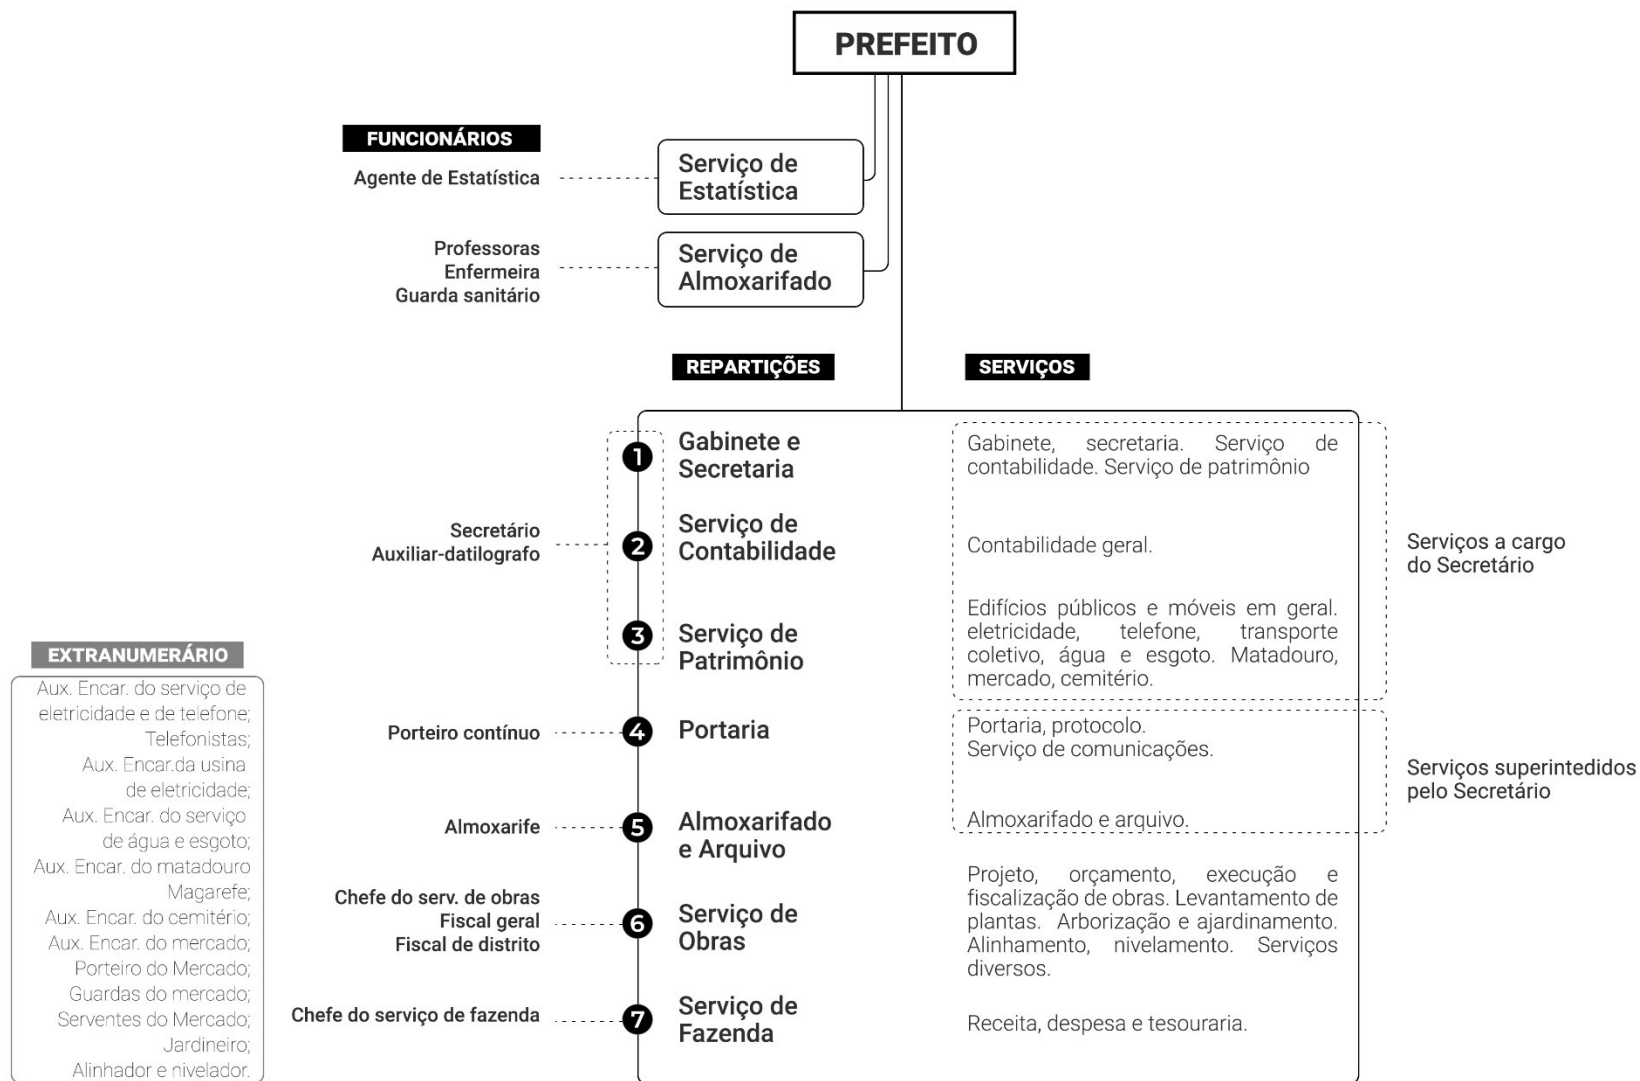 PREFEITO
FUNCIONÁRIOS
Agente de Estatística
Serviço de
Estatística
Professoras
Enfermeira
Guarda sanitário
Serviço de
Almoxarifado
REPARTIÇÕES
SERVIÇOS
1
Gabinete e
Secretaria
Gabinete, secretaria. Serviço de
contabilidade. Serviço de patrimônio
Secretário
Auxiliar-datilografo
2
Serviço de
Contabilidade
Contabilidade geral.
Serviços a cargo
do Secretário
3
Serviço de
Patrimônio
Edifícios públicos e móveis em geral.
eletricidade, telefone, transporte
coletivo, água e esgoto. Matadouro,
mercado, cemitério.
EXTRANUMERÁRIO
Aux. Encar. do serviço de
eletricidade e de telefone;
Telefonistas;
Aux. Encar.da usina
de eletricidade;
Aux. Encar. do serviço
de água e esgoto;
Aux. Encar. do matadouro
Magarefe;
Aux. Encar. do cemitério;
Aux. Encar. do mercado;
Porteiro do Mercado;
Guardas do mercado;
Serventes do Mercado;
Jardineiro;
Alinhador e nivelador.
Porteiro contínuo
4
Portaria
Portaria, protocolo.
Serviço de comunicações.
Serviços superintedidos
pelo Secretário
Almoxarife
5
Almoxarifado
e Arquivo
Almoxarifado e arquivo.
Chefe do serv. de obras
Fiscal geral
Fiscal de distrito
6
Serviço de
Obras
Projeto, orçamento, execução e
fiscalização de obras. Levantamento de
plantas. Arborização e ajardinamento.
Alinhamento, nivelamento. Serviços
diversos.
Chefe do serviço de fazenda
7
Serviço de
Fazenda
Receita, despesa e tesouraria.